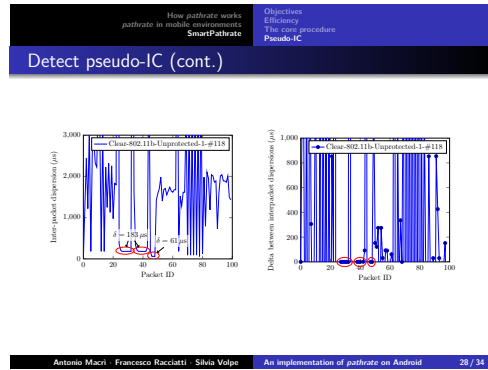 How pathrate works
pathrate in mobile environments
SmartPathrate
Objectives
Efficiency
The core procedure
Pseudo-IC
Detect pseudo-IC (cont.)
3,000
2,000
1,000
0
Inter-packet dispersion (μs)
Clear-802.11b-Unprotected-1-#118
δ = 183 μs
δ = 61 μs
0 20 40 60 80 100
Packet ID
1,000
800
600
400
200
0
Delta between interpacket dispersions (μs)
Clear-802.11b-Unprotected-1-#118
0 20 40 60 80 100
Packet ID
Antonio Macrì · Francesco Racciatti · Silvia Volpe
An implementation of pathrate on Android
28 / 34